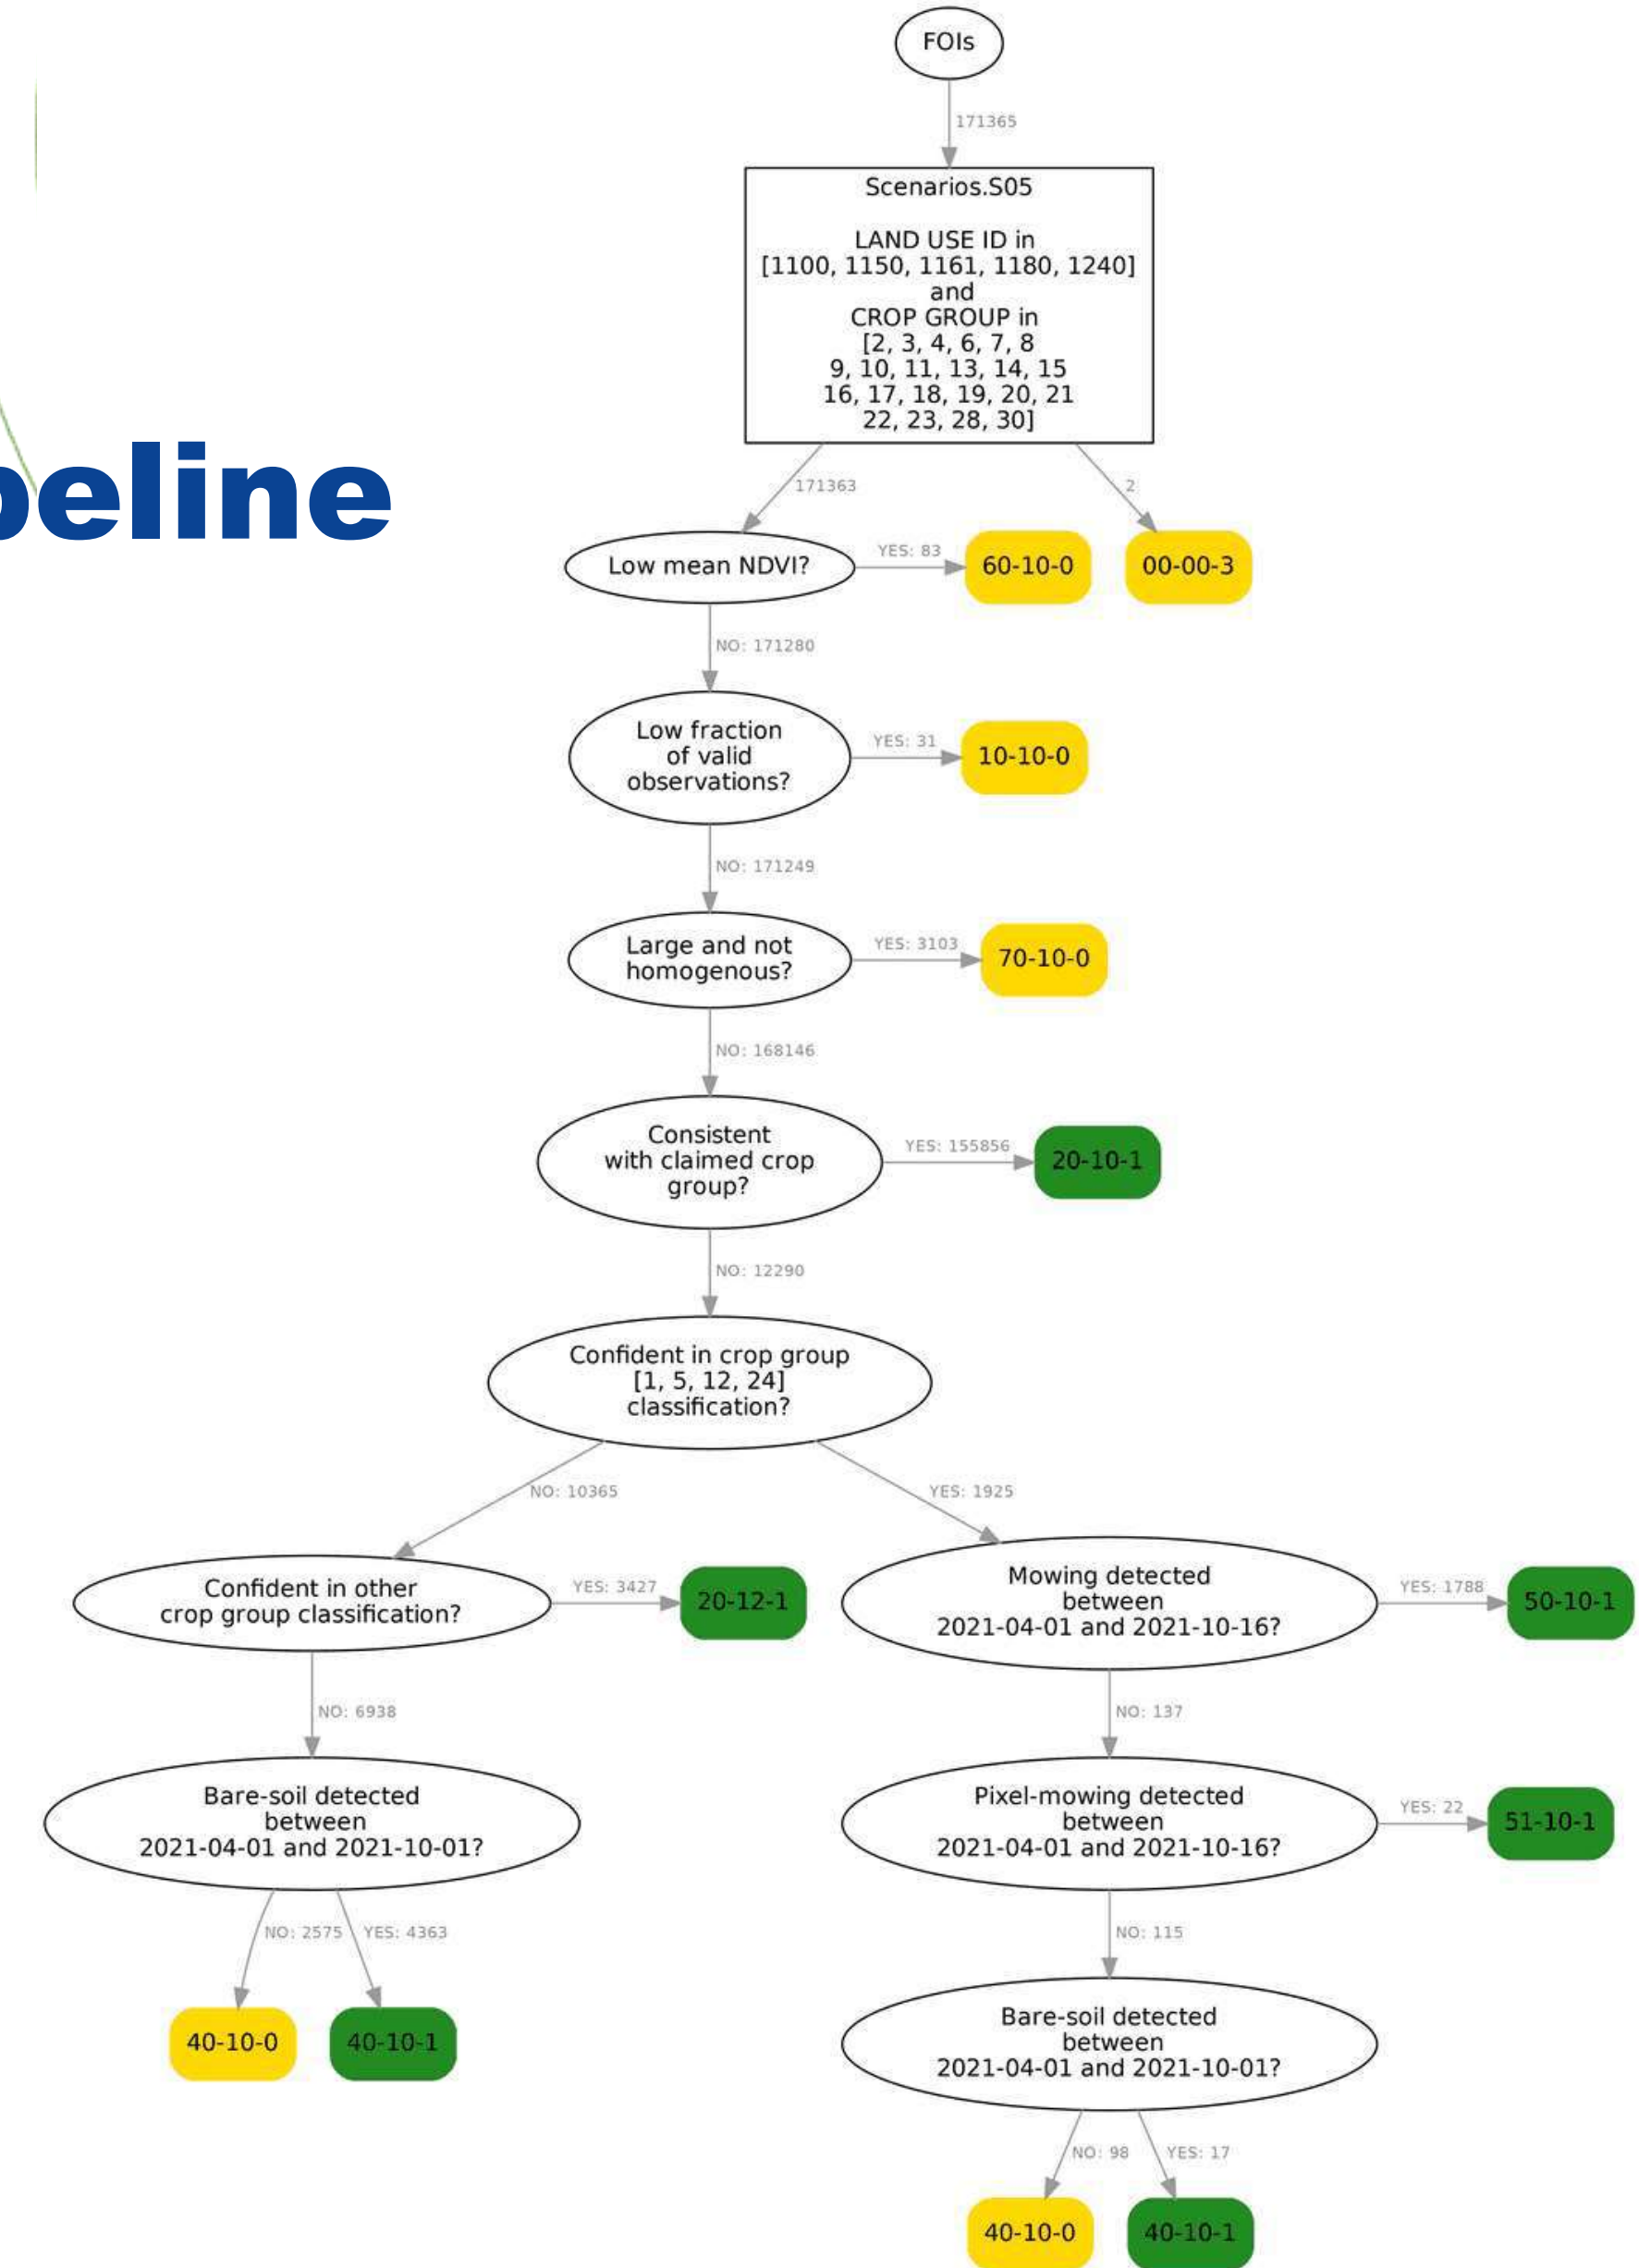 FOIs
171365
Scenarios.S05
LAND USE ID in
[1100, 1150, 1161, 1180, 1240]
and
CROP GROUP in
[2, 3, 4, 6, 7, 8
9, 10, 11, 13, 14, 15
16, 17, 18, 19, 20, 21
22, 23, 28, 30]
peline
171363
2
Low mean NDVI?
YES: 83
60-10-0
00-00-3
NO: 171280
Low fraction
of valid
observations?
YES: 31
10-10-0
NO: 171249
Large and not
homogenous?
YES: 3103
70-10-0
NO: 168146
Consistent
with claimed crop
group?
YES: 155856
20-10-1
NO: 12290
Confident in crop group
[1, 5, 12, 24]
classification?
NO: 10365
YES: 1925
Confident in other
crop group classification?
YES: 3427
20-12-1
Mowing detected
between
2021-04-01 and 2021-10-16?
YES: 1788
50-10-1
NO: 6938
NO: 137
Bare-soil detected
between
2021-04-01 and 2021-10-01?
Pixel-mowing detected
between
2021-04-01 and 2021-10-16?
YES: 22
51-10-1
NO: 2575
YES: 4363
NO: 115
40-10-0
40-10-1
Bare-soil detected
between
2021-04-01 and 2021-10-01?
NO: 98
YES: 17
40-10-0
40-10-1